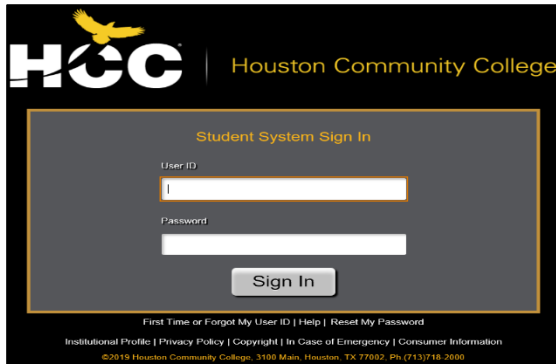 HCC Houston Community College
Student System Sign In
User ID
Password
Sign In
First Time or Forgot My User ID | Help | Reset My Password
Institutional Profile | Privacy Policy | Copyright | In Case of Emergency | Consumer Information
©2019 Houston Community College, 3100 Main, Houston, TX 77002, Ph.(713)718-2000